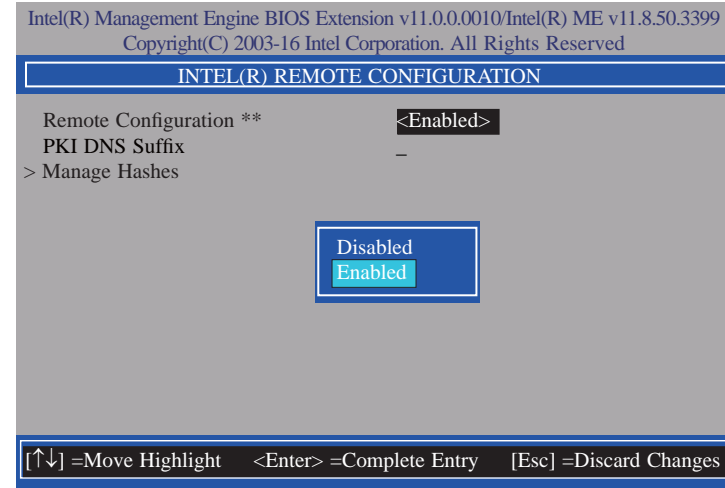 Intel(R) Management Engine BIOS Extension v11.0.0.0010/Intel(R) ME v11.8.50.3399
Copyright(C) 2003-16 Intel Corporation. All Rights Reserved
INTEL(R) REMOTE CONFIGURATION
Remote Configuration ** <Enabled>
PKI DNS Suffix _
> Manage Hashes
Disabled
Enabled
[↑↓] =Move Highlight <Enter> =Complete Entry [Esc] =Discard Changes